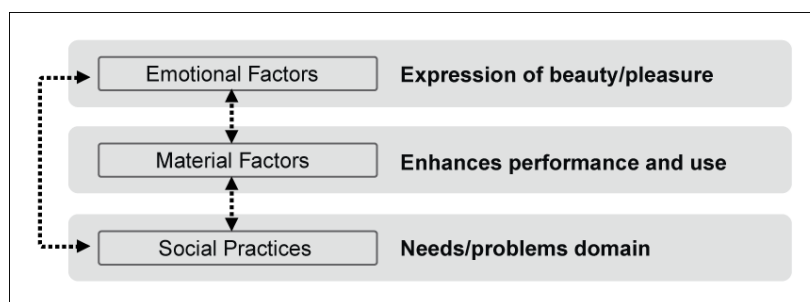 Emotional Factors Expression of beauty/pleasure
Material Factors Enhances performance and use
Social Practices Needs/problems domain